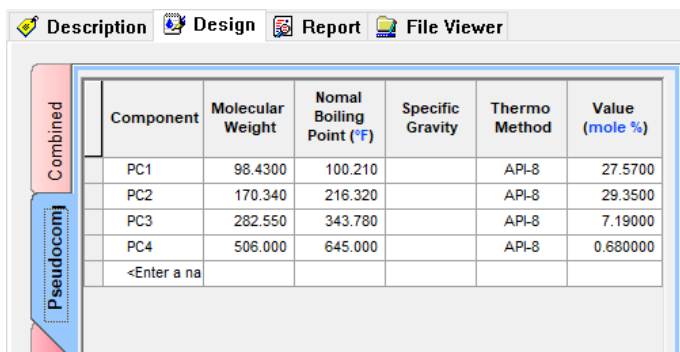 Description Design Report File Viewer
Combined
Pseudocom
Component Molecular Weight Nomal Boiling Point (°F) Specific Gravity Thermo Method Value (mole %)
PC1 98.4300 100.210 API-8 27.5700
PC2 170.340 216.320 API-8 29.3500
PC3 282.550 343.780 API-8 7.19000
PC4 506.000 645.000 API-8 0.680000
<Enter a na